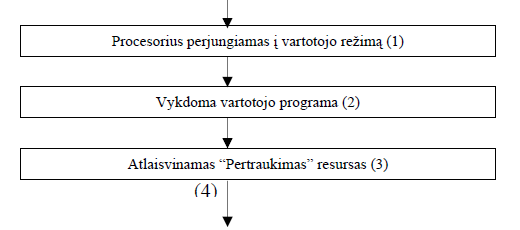 Procesorius perjungiamas į vartotojo režimą (1)
Vykdoma vartotojo programa (2)
Atlaisvinamas “Pertraukimas” resursas (3)
(4)